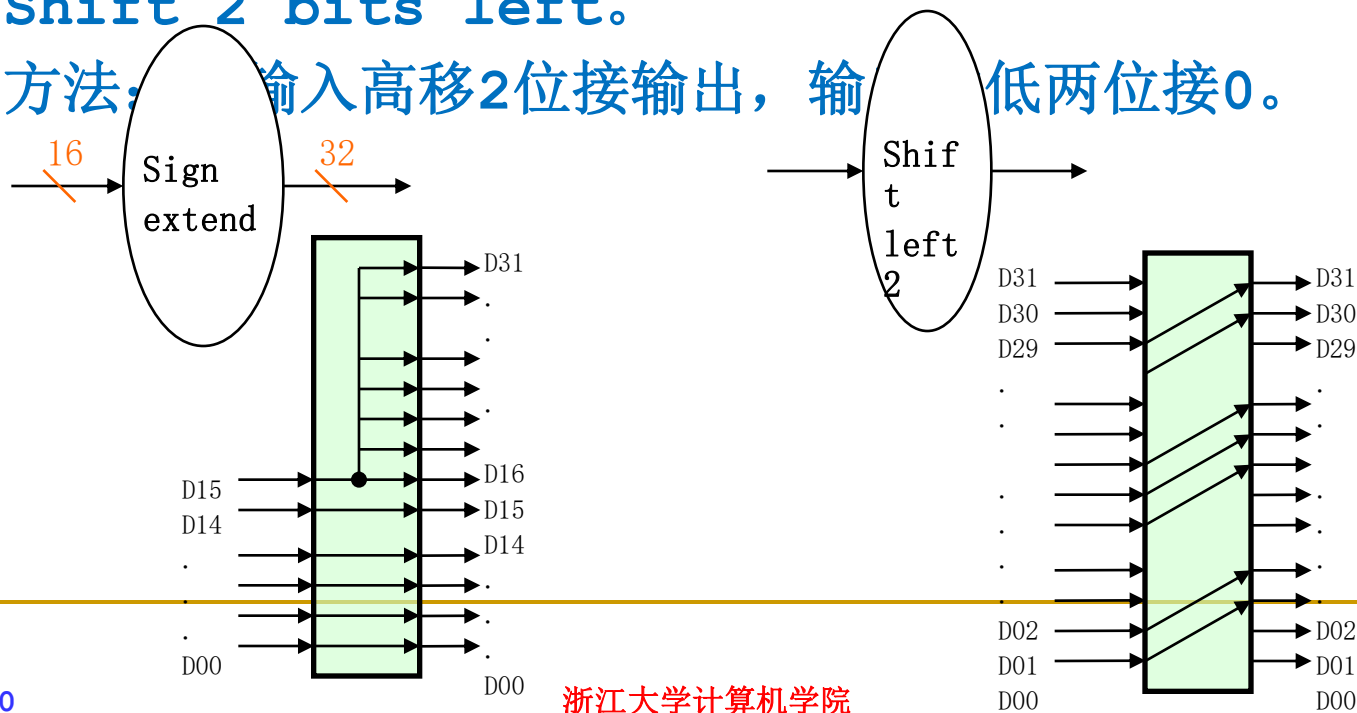 Shift 2 bits left。
方法: 输入高移2位接输出，输 低两位接0。
16
Sign
extend
32
D31
.
.
.
D16
D15
D14
.
.
.
D00
D15
D14
.
.
.
D00
Shif
t
left
2
D31
D30
D29
.
.
.
.
.
.
D02
D01
D00
D31
D30
D29
.
.
.
.
.
.
D02
D01
D00
0
浙江大学计算机学院